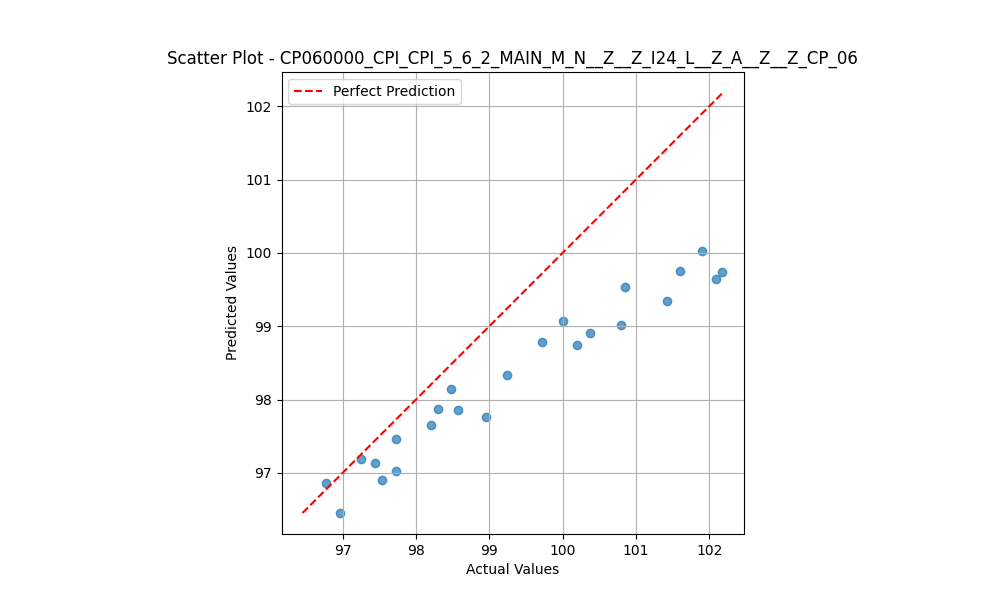 Scatter Plot - CP060000_CPI_CPI_5_6_2_MAIN_M_N__Z__Z_I24_L__Z_A__Z__Z_CP_06
Perfect Prediction
102
101
100
99
98
97
Predicted Values
97 98 99 100 101 102
Actual Values